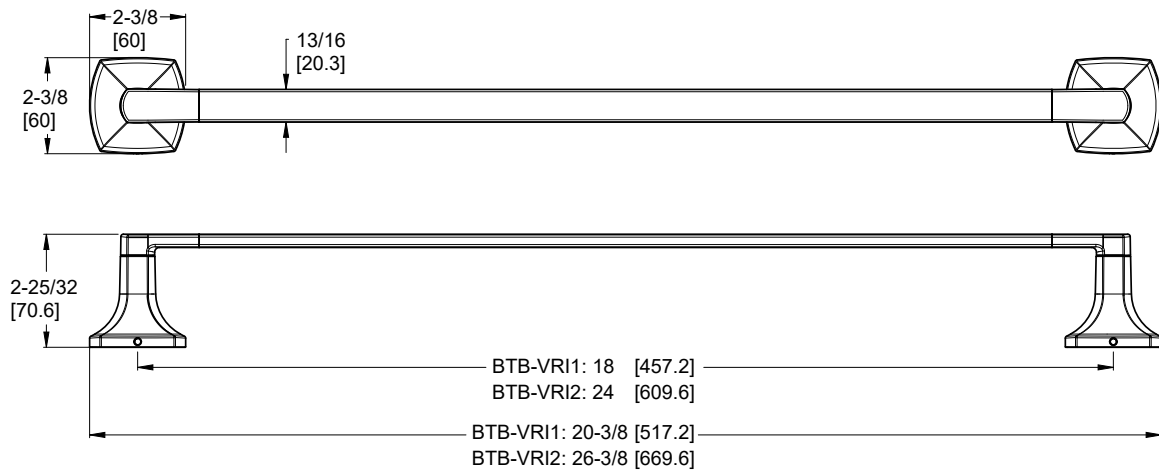 2-3/8
[60]
13/16
[20.3]
2-3/8
[60]
2-25/32
[70.6]
BTB-VRI1: 18 [457.2]
BTB-VRI2: 24 [609.6]
BTB-VRI1: 20-3/8 [517.2]
BTB-VRI2: 26-3/8 [669.6]